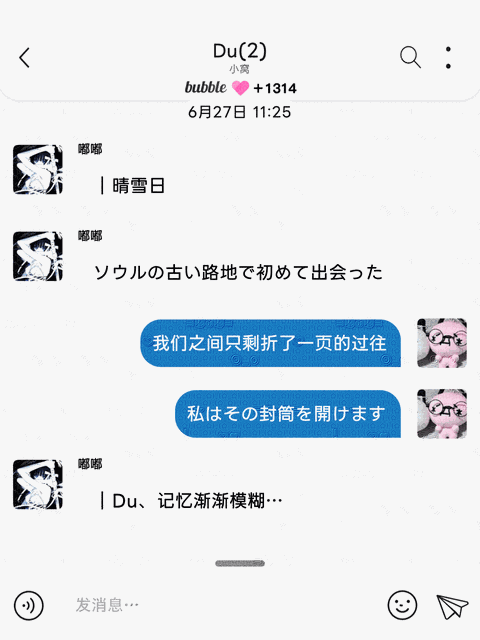 Du(2)
小窝
bubble 💗 +1314
6月27日 11:25
嘟嘟
| 晴雪日
嘟嘟
ソウルの古い路地で初めて出会った
我们之间只剩折了一页的过往
私はその封筒を開けます
嘟嘟
| Du、记忆渐渐模糊…
发消息…